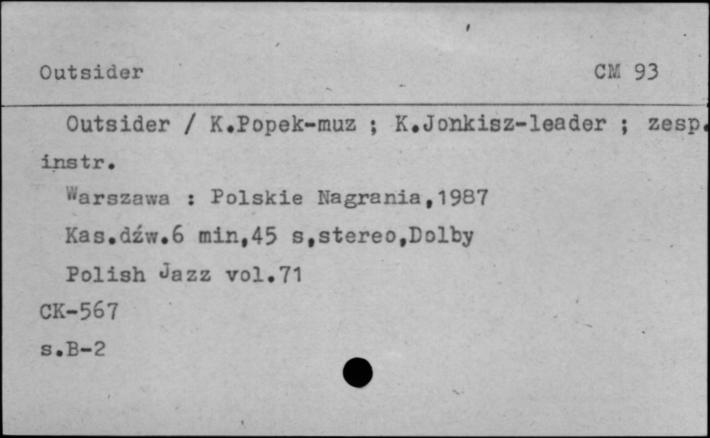 Outsider CM 93
Outsider / K.Popek-muz ; K.Jonkisz-leader ; zesp.
instr.
Warszawa : Polskie Nagrania,1987
Kas.dźw.6 min,45 s,stereo,Dolby
Polish Jazz vol.71
CK-567
s.B-2